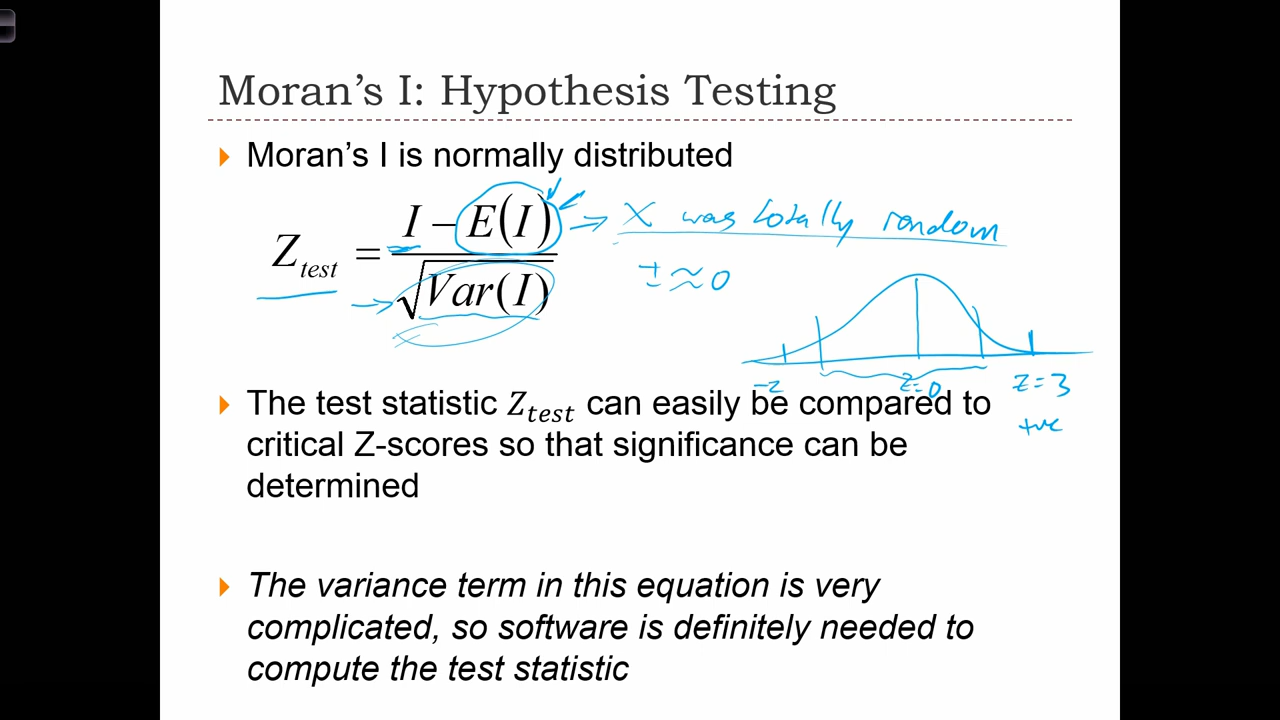 Moran's I: Hypothesis Testing
Moran's I is normally distributed
Z_test = (I − E(I)) / √Var(I)
→ X was totally random
± ≈ 0
-2 Z=0 Z=3
+ve
The test statistic Z_test can easily be compared to
critical Z-scores so that significance can be
determined
The variance term in this equation is very
complicated, so software is definitely needed to
compute the test statistic